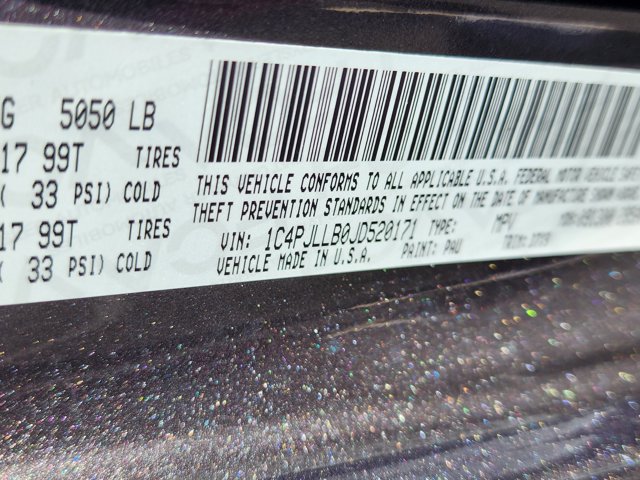 G 5050 LB
17 99T TIRES
( 33 PSI) COLD
17 99T TIRES
( 33 PSI) COLD
THIS VEHICLE CONFORMS TO ALL APPLICABLE U.S.A. FEDERAL MOTOR VEHICLE
THEFT PREVENTION STANDARDS IN EFFECT ON THE DATE OF MANUFACTURE SHOWN
VIN: 1C4PJLLB0JD520171 TYPE: MPV
VEHICLE MADE IN U.S.A. PAINT: PAU TRIM: